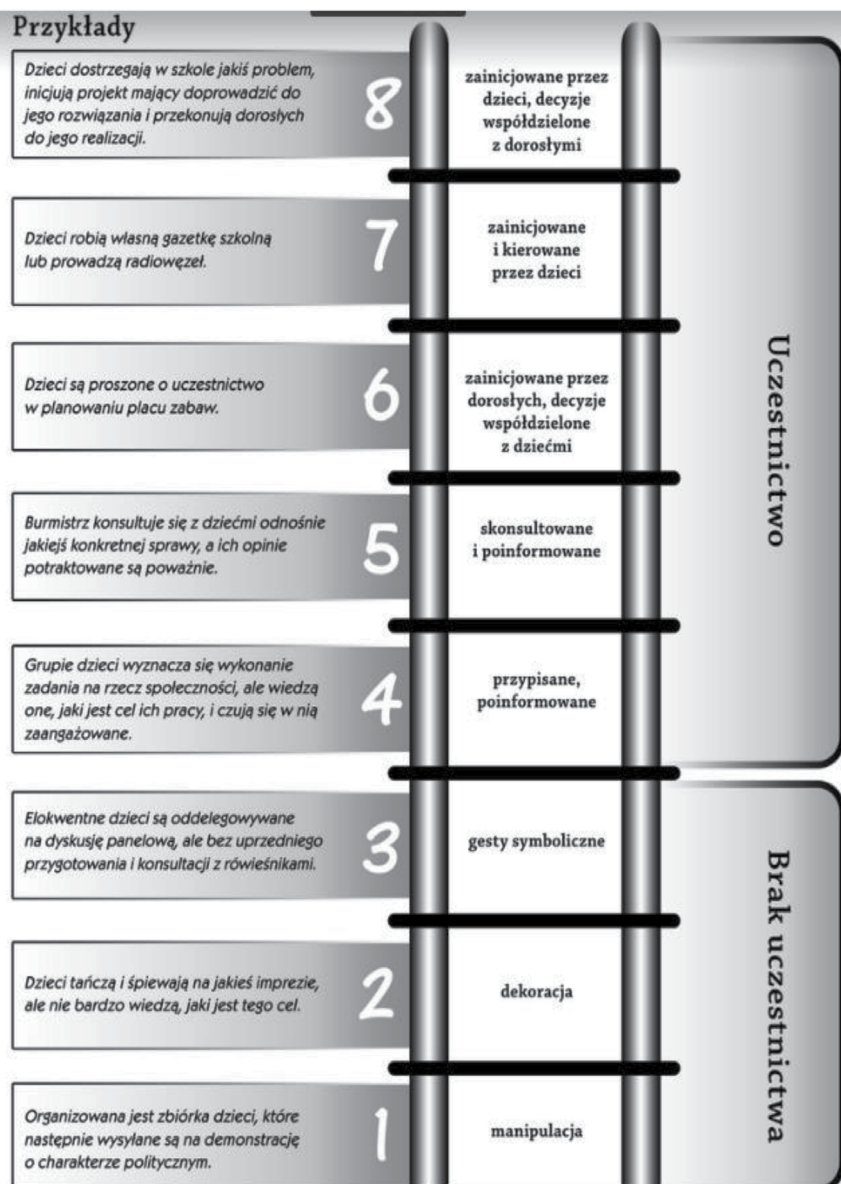 Przykłady
Dzieci dostrzegają w szkole jakiś problem,
inicjują projekt mający doprowadzić do
jego rozwiązania i przekonują dorosłych
do jego realizacji.
8
zainicjowane przez
dzieci, decyzje
współdzielone
z dorosłymi
Dzieci robią własną gazetkę szkolną
lub prowadzą radiowęzeł.
7
zainicjowane
i kierowane
przez dzieci
Dzieci są proszone o uczestnictwo
w planowaniu placu zabaw.
6
zainicjowane przez
dorosłych, decyzje
współdzielone
z dziećmi
Uczestnictwo
Burmistrz konsultuje się z dziećmi odnośnie
jakiejś konkretnej sprawy, a ich opinie
potraktowane są poważnie.
5
skonsultowane
i poinformowane
Grupie dzieci wyznacza się wykonanie
zadania na rzecz społeczności, ale wiedzą
one, jaki jest cel ich pracy, i czują się w nią
zaangażowane.
4
przypisane,
poinformowane
Elokwentne dzieci są oddelegowywane
na dyskusję panelową, ale bez uprzedniego
przygotowania i konsultacji z rówieśnikami.
3
gesty symboliczne
Dzieci tańczą i śpiewają na jakieś imprezie,
ale nie bardzo wiedzą, jaki jest tego cel.
2
dekoracja
Brak uczestnictwa
Organizowana jest zbiórka dzieci, które
następnie wysyłane są na demonstrację
o charakterze politycznym.
1
manipulacja